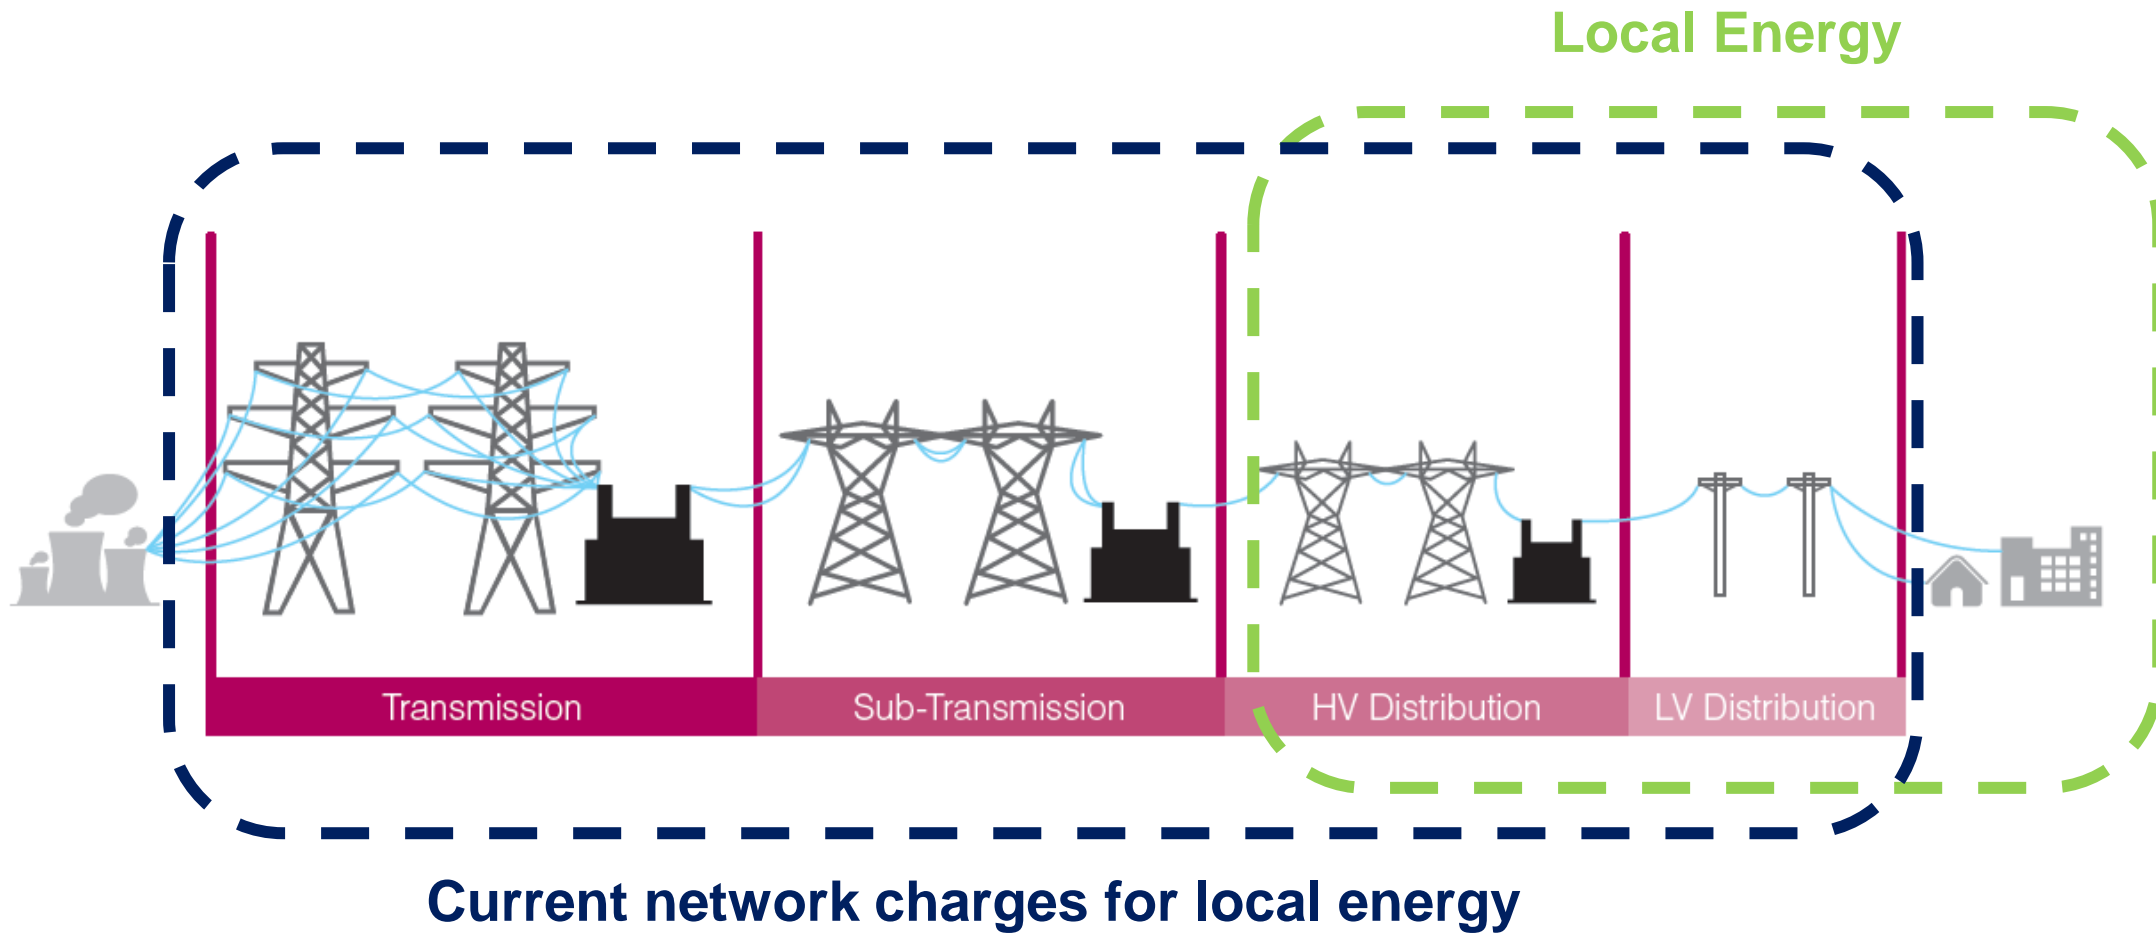 Local Energy
Transmission
Sub-Transmission
HV Distribution
LV Distribution
Current network charges for local energy